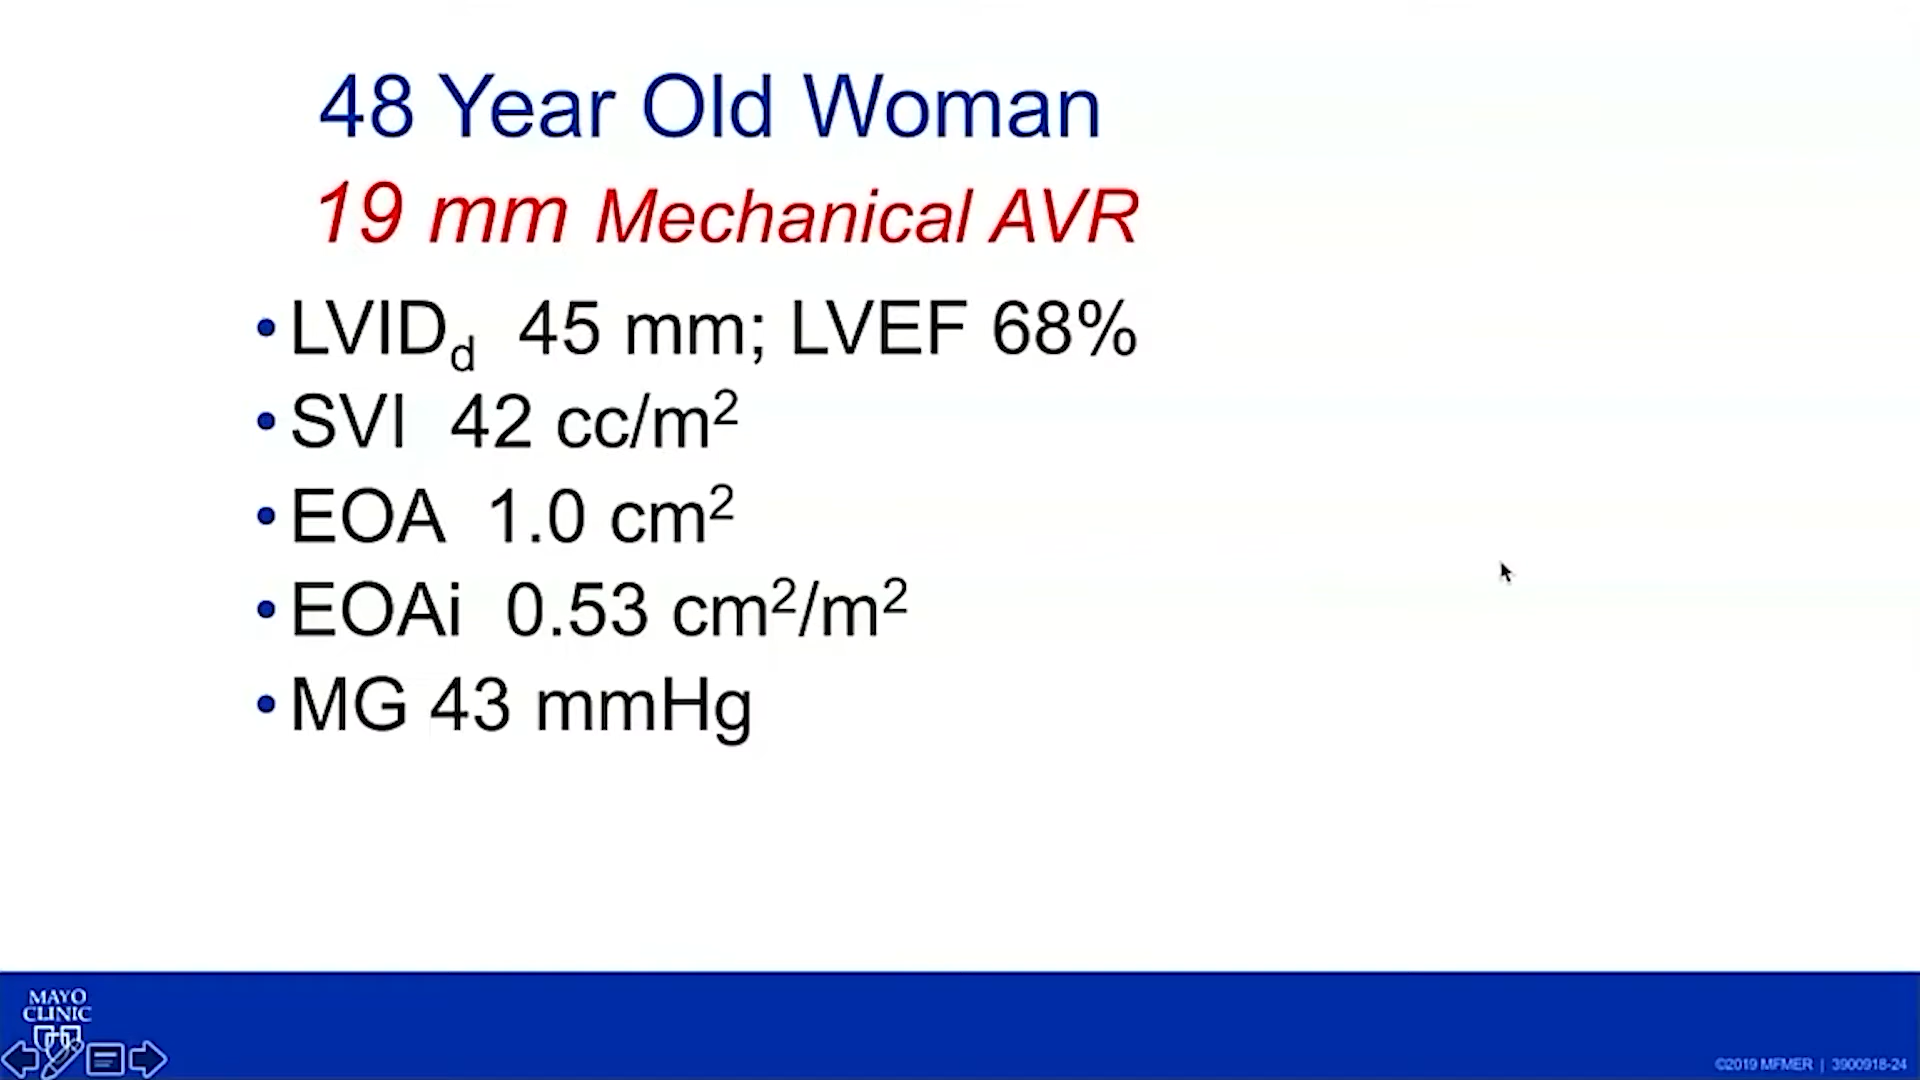 48 Year Old Woman
19 mm Mechanical AVR
• LVIDd 45 mm; LVEF 68%
• SVI 42 cc/m²
• EOA 1.0 cm²
• EOAi 0.53 cm²/m²
• MG 43 mmHg
MAYO
CLINIC
©2019 MFMER | 3900918-24